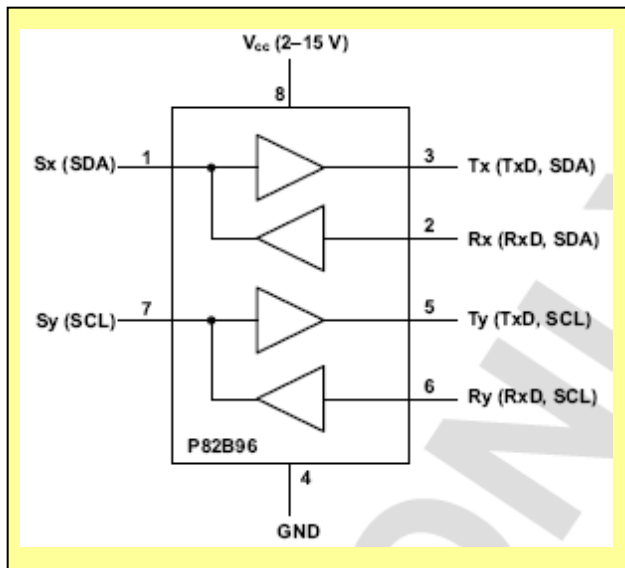 Vcc (2–15 V)
8
Sx (SDA) 1 3 Tx (TxD, SDA)
2 Rx (RxD, SDA)
Sy (SCL) 7 5 Ty (TxD, SCL)
6 Ry (RxD, SCL)
P82B96
4
GND